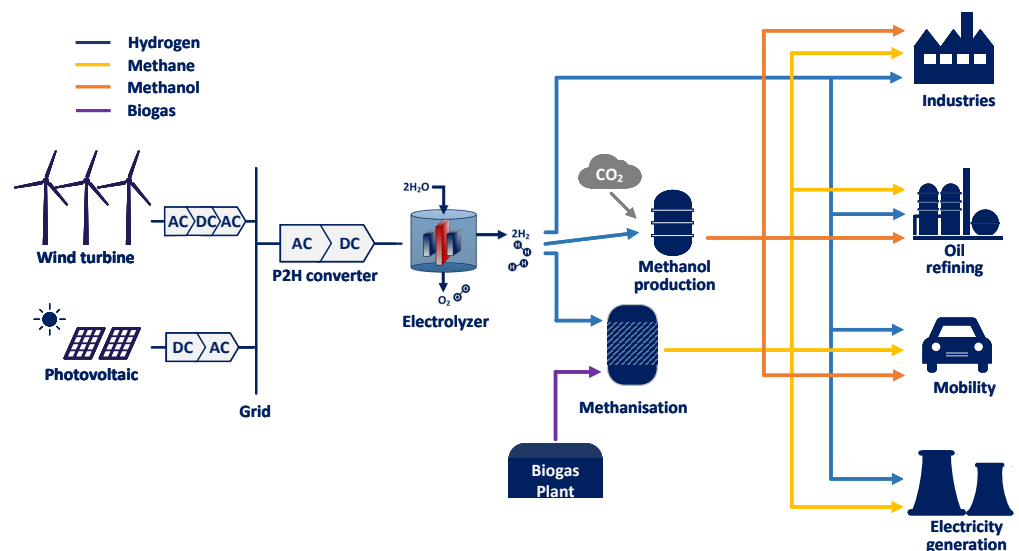 Hydrogen
Methane
Methanol
Biogas
Wind turbine
AC DC AC
Photovoltaic
DC AC
Grid
AC DC
P2H converter
2H₂O
O₂
O
O
Electrolyzer
2H₂
H
H
H
H
CO₂
Methanol
production
Methanisation
Biogas
Plant
Industries
Oil
refining
Mobility
Electricity
generation